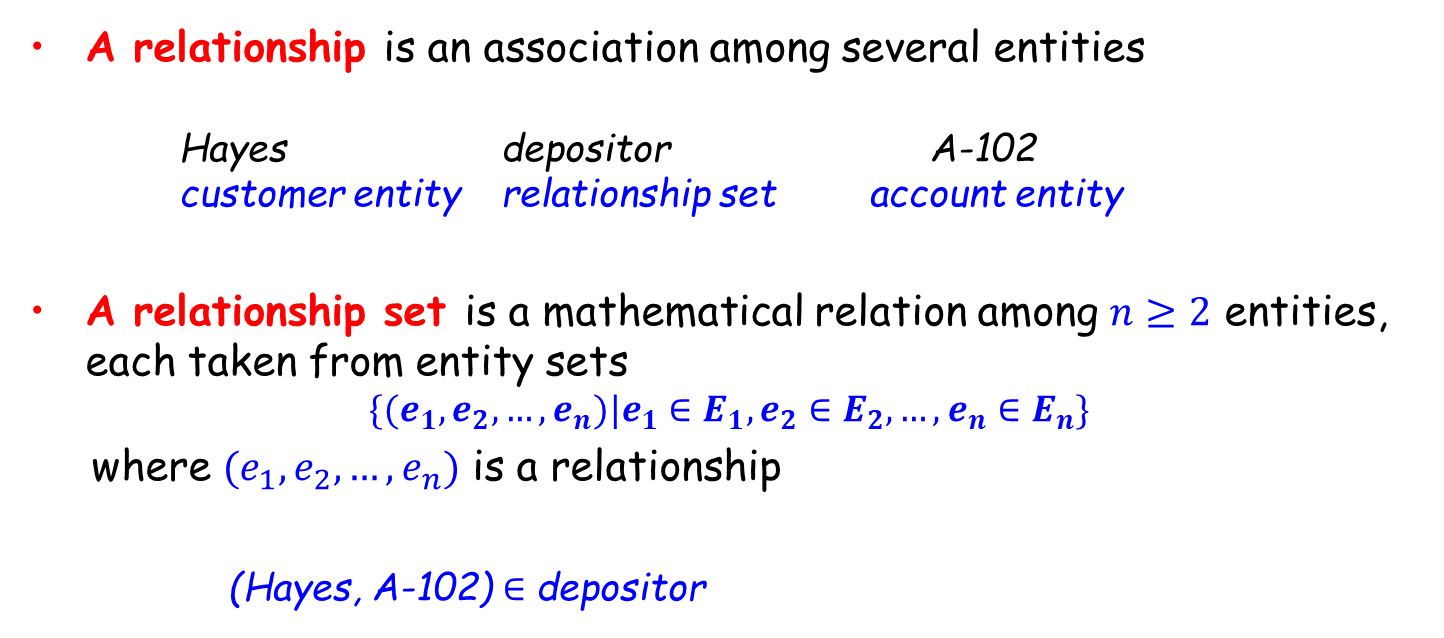 • A relationship is an association among several entities
Hayes depositor A-102
customer entity relationship set account entity
• A relationship set is a mathematical relation among n ≥ 2 entities,
each taken from entity sets
{(e₁, e₂, …, eₙ)|e₁ ∈ E₁, e₂ ∈ E₂, …, eₙ ∈ Eₙ}
where (e₁, e₂, …, eₙ) is a relationship
(Hayes, A-102) ∈ depositor